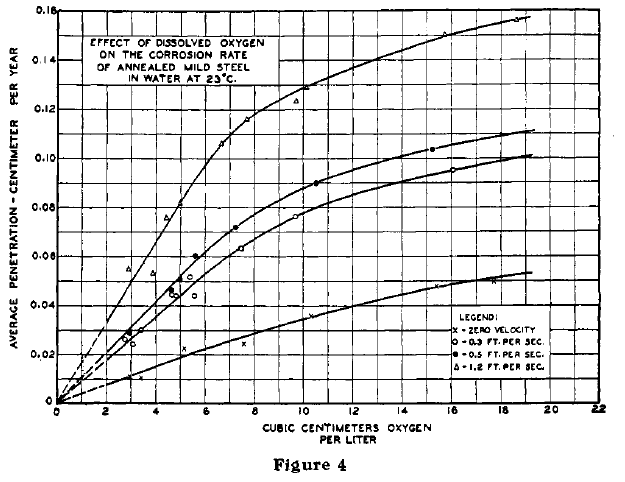 EFFECT OF DISSOLVED OXYGEN
ON THE CORROSION RATE
OF ANNEALED MILD STEEL
IN WATER AT 23°C.
AVERAGE PENETRATION - CENTIMETER PER YEAR
0.16
0.14
0.12
0.10
0.08
0.06
0.04
0.02
0
LEGEND:
x - ZERO VELOCITY
o - 0.3 FT. PER SEC.
● - 0.5 FT. PER SEC.
△ - 1.2 FT. PER SEC.
0 2 4 6 8 10 12 14 16 18 20 22
CUBIC CENTIMETERS OXYGEN
PER LITER
Figure 4